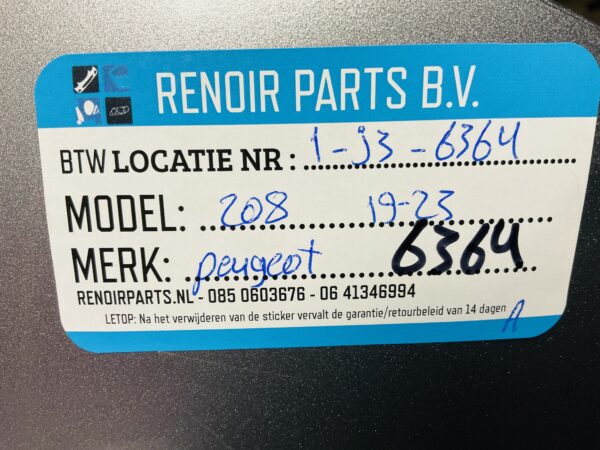 RENOIR PARTS B.V.
BTW LOCATIE NR : 1-J3-6364
MODEL: 208 19-23
MERK: peugeot 6364
RENOIRPARTS.NL - 085 0603676 - 06 41346994
LETOP: Na het verwijderen van de sticker vervalt de garantie/retourbeleid van 14 dagen A